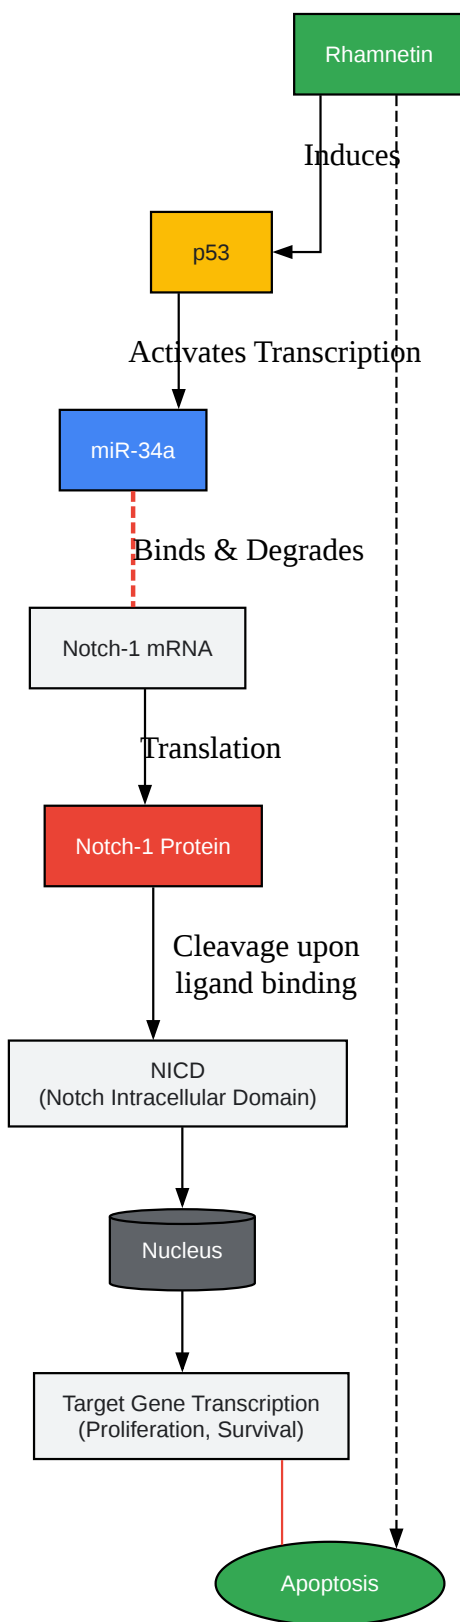 Rhamnetin
Induces
p53
Activates Transcription
miR-34a
Binds & Degrades
Notch-1 mRNA
Translation
Notch-1 Protein
Cleavage upon
ligand binding
NICD
(Notch Intracellular Domain)
Nucleus
Target Gene Transcription
(Proliferation, Survival)
Apoptosis